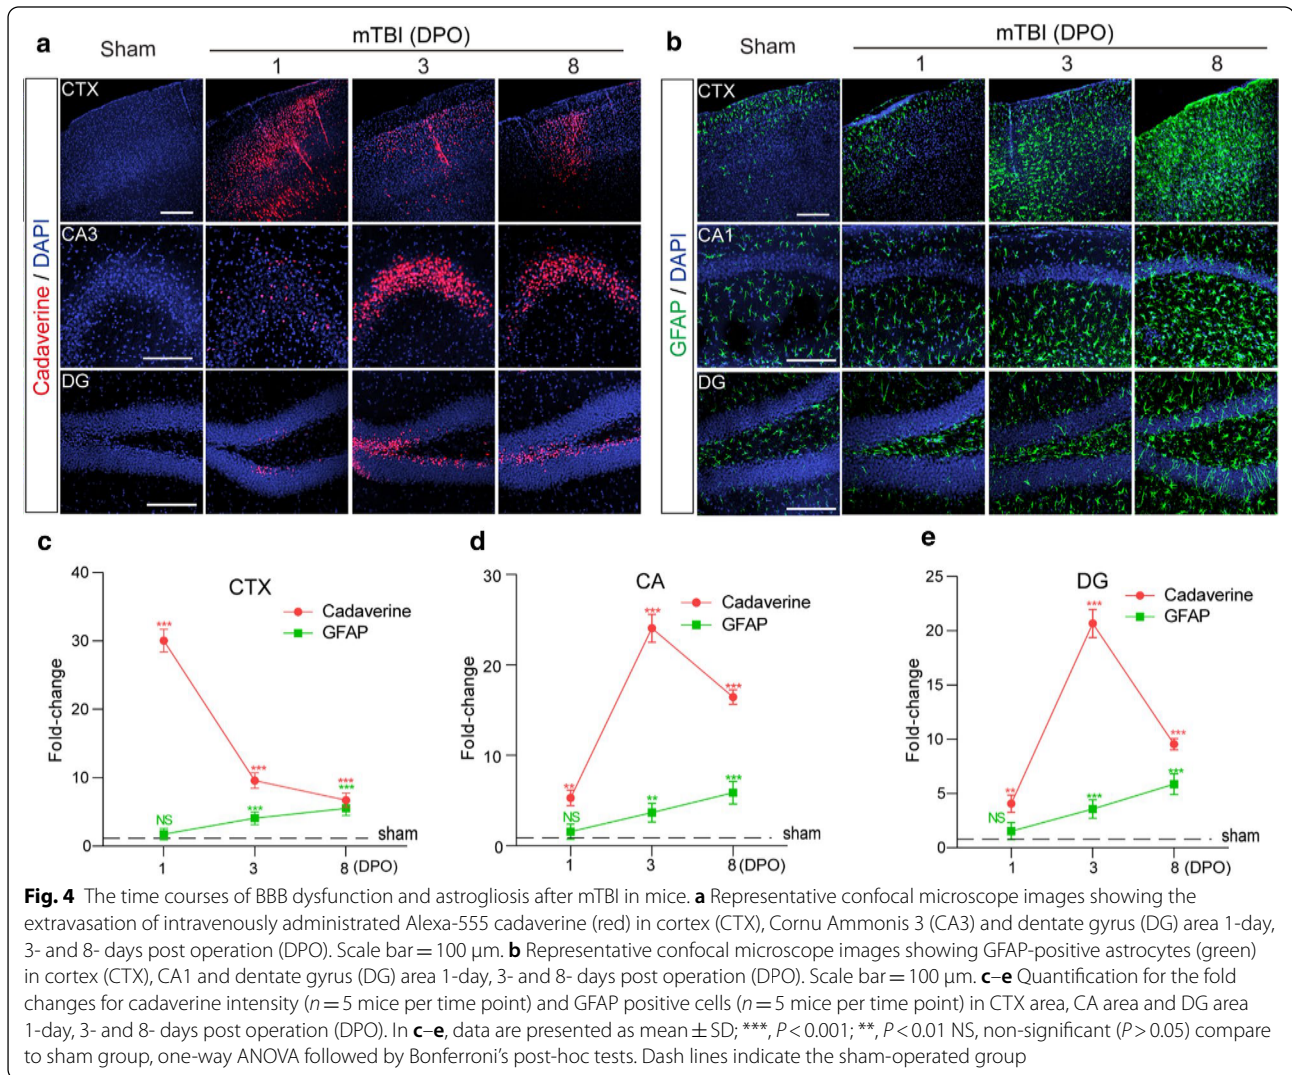 a
Sham
mTBI (DPO)
1
3
8
Cadaverine / DAPI
CTX
CA3
DG
b
Sham
mTBI (DPO)
1
3
8
GFAP / DAPI
CTX
CA1
DG
c
CTX
Cadaverine
GFAP
Fold-change
40
30
20
10
0
***
***
***
***
NS
***
sham
1
3
8 (DPO)
d
CA
Cadaverine
GFAP
Fold-change
30
20
10
0
**
***
***
NS
**
***
sham
1
3
8 (DPO)
e
DG
Cadaverine
GFAP
Fold-change
25
20
15
10
5
0
**
***
***
NS
***
***
sham
1
3
8 (DPO)
Fig. 4 The time courses of BBB dysfunction and astrogliosis after mTBI in mice. a Representative confocal microscope images showing the
extravasation of intravenously administrated Alexa-555 cadaverine (red) in cortex (CTX), Cornu Ammonis 3 (CA3) and dentate gyrus (DG) area 1-day,
3- and 8- days post operation (DPO). Scale bar = 100 µm. b Representative confocal microscope images showing GFAP-positive astrocytes (green)
in cortex (CTX), CA1 and dentate gyrus (DG) area 1-day, 3- and 8- days post operation (DPO). Scale bar = 100 µm. c–e Quantification for the fold
changes for cadaverine intensity (n = 5 mice per time point) and GFAP positive cells (n = 5 mice per time point) in CTX area, CA area and DG area
1-day, 3- and 8- days post operation (DPO). In c–e, data are presented as mean ± SD; ***, P < 0.001; **, P < 0.01 NS, non-significant (P > 0.05) compare
to sham group, one-way ANOVA followed by Bonferroni's post-hoc tests. Dash lines indicate the sham-operated group